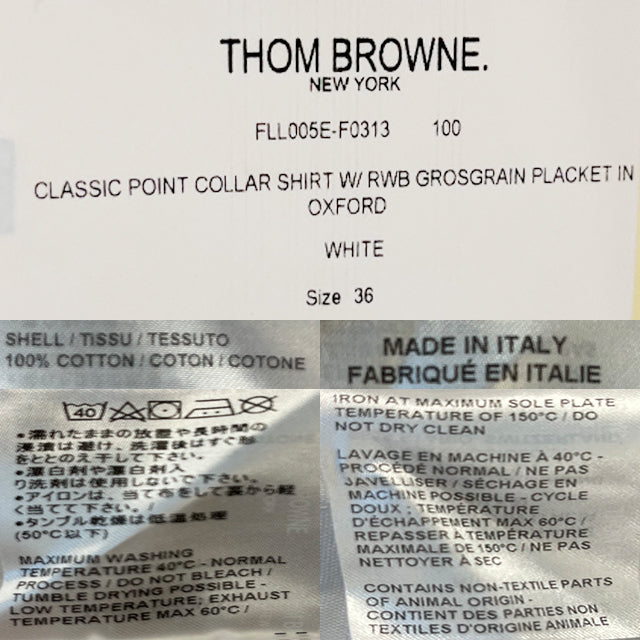 THOM BROWNE.
NEW YORK
FLL005E-F0313 100
CLASSIC POINT COLLAR SHIRT W/ RWB GROSGRAIN PLACKET IN
OXFORD
WHITE
Size 36
SHELL / TISSU / TESSUTO
100% COTTON / COTON / COTONE
MADE IN ITALY
FABRIQUÉ EN ITALIE
40
•濡れたままの放置や長時間の
浸漬は避け、処理後はすぐ形
をととのえ干して下さい。
•漂白剤や漂白剤入
り洗剤は使用しないで下さい。
•アイロンは、当て布をして裏から軽
く当てて下さい。/
•タンブル乾燥は低温処理
(50°C以下)
MAXIMUM WASHING
TEMPERATURE 40°C - NORMAL
PROCESS / DO NOT BLEACH /
TUMBLE DRYING POSSIBLE -
LOW TEMPERATURE, EXHAUST
TEMPERATURE MAX 60°C /
IRON AT MAXIMUM SOLE PLATE
TEMPERATURE OF 150°C / DO
NOT DRY CLEAN
LAVAGE EN MACHINE À 40°C -
PROCÉDÉ NORMAL / NE PAS
JAVELLISER / SÉCHAGE EN
MACHINE POSSIBLE - CYCLE
DOUX : TEMPÉRATURE
D'ÉCHAPPEMENT MAX 60°C /
REPASSER À TEMPÉRATURE
MAXIMALE DE 150°C / NE PAS
NETTOYER À SEC
CONTAINS NON-TEXTILE PARTS
OF ANIMAL ORIGIN -
CONTIENT DES PARTIES NON
TEXTILES D'ORIGINE ANIMALE